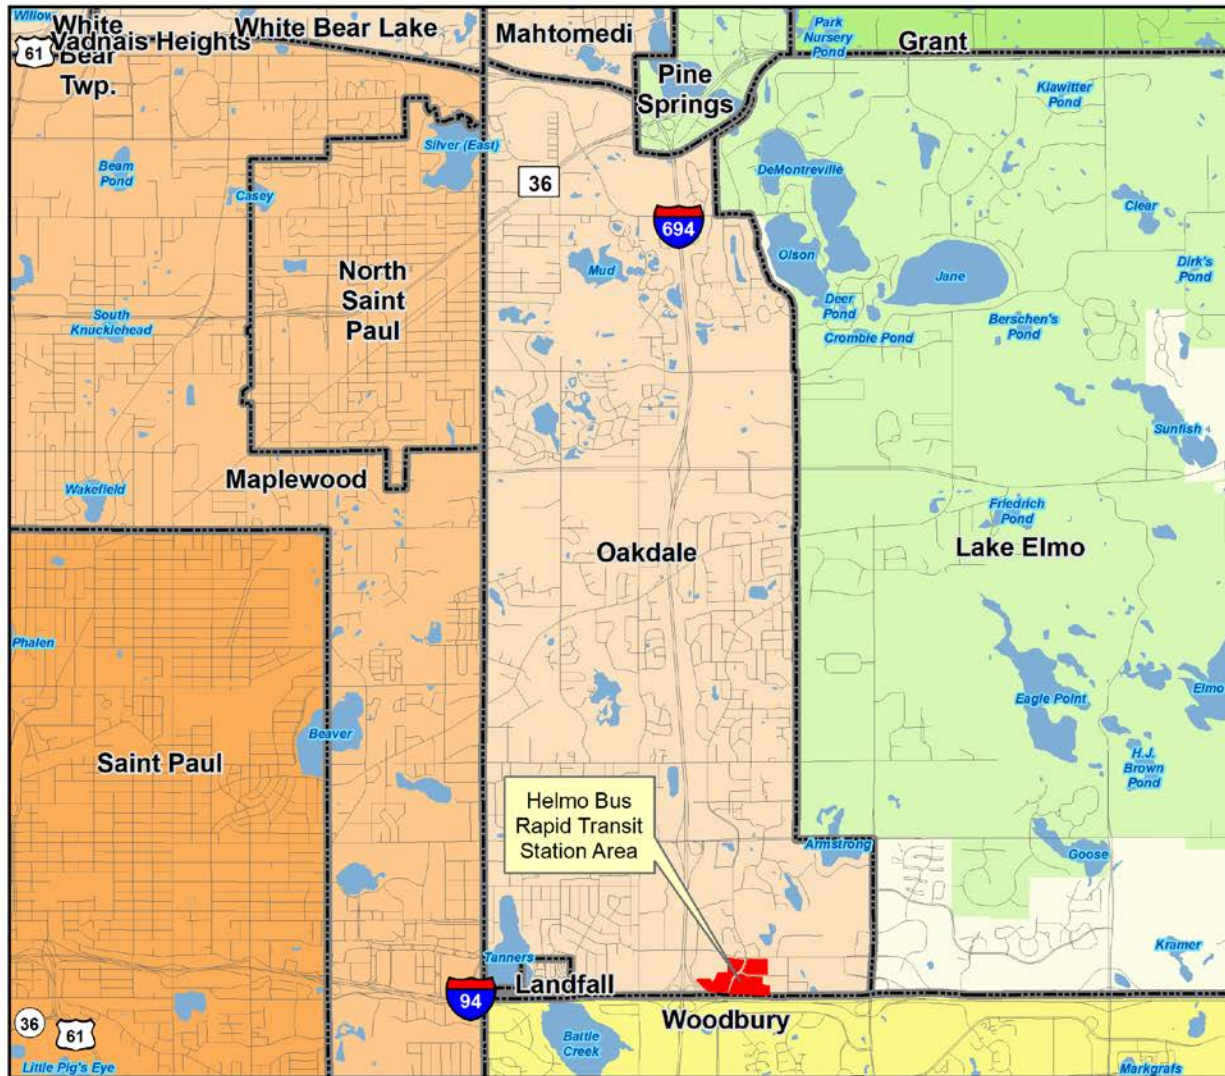 Willow
White
Bear
Twp.
61
Vadnais Heights
White Bear Lake
Mahtomedi
Park
Nursery
Pond
Grant
Pine
Springs
Klawitter
Pond
Silver (East)
Beam
Pond
Casey
36
DeMontreville
694
Clear
North
Saint
Paul
Mud
Olson
Jane
Dirk's
Pond
South
Knucklehead
Deer
Pond
Cromble Pond
Berschen's
Pond
Sunfish
Maplewood
Wakefield
Friedrich
Pond
Oakdale
Lake Elmo
Phalen
Eagle Point
Elmo
Beaver
Saint Paul
H.J.
Brown
Pond
Helmo Bus
Rapid Transit
Station Area
Armstrong
Goose
Tanners
Landfall
Kramer
94
Woodbury
36
61
Battle
Creek
Little Pig's Eye
Markgrafs